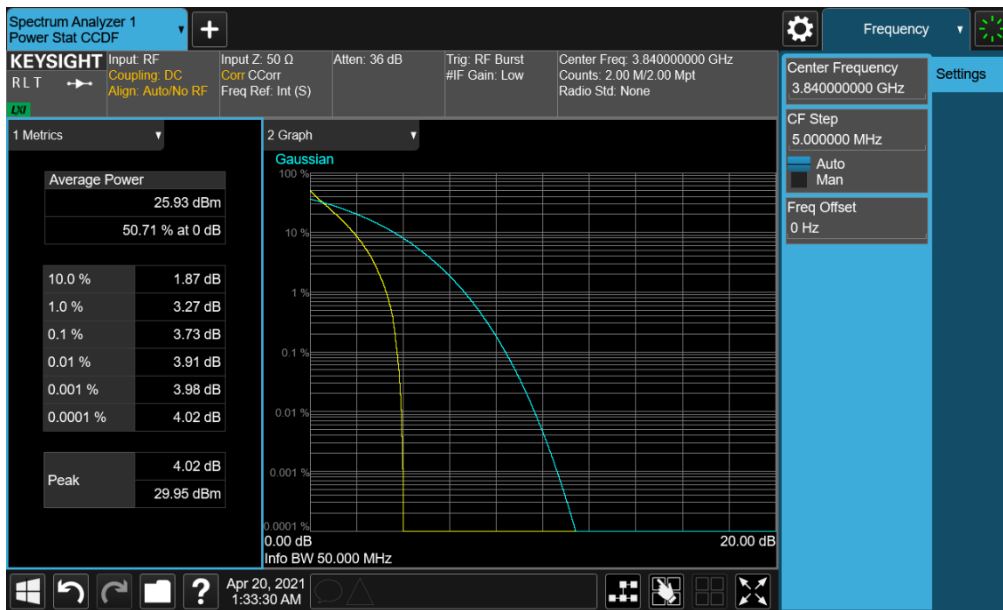 Spectrum Analyzer 1
Power Stat CCDF
Frequency
KEYSIGHT
RLT
LXI
Input: RF
Coupling: DC
Align: Auto/No RF
Input Z: 50 Ω
Corr CCorr
Freq Ref: Int (S)
Atten: 36 dB
Trig: RF Burst
#IF Gain: Low
Center Freq: 3.840000000 GHz
Counts: 2.00 M/2.00 Mpt
Radio Std: None
Center Frequency
3.840000000 GHz
Settings
CF Step
5.000000 MHz
Auto
Man
Freq Offset
0 Hz
1 Metrics
Average Power
25.93 dBm
50.71 % at 0 dB
10.0 % 1.87 dB
1.0 % 3.27 dB
0.1 % 3.73 dB
0.01 % 3.91 dB
0.001 % 3.98 dB
0.0001 % 4.02 dB
Peak
4.02 dB
29.95 dBm
2 Graph
Gaussian
100 %
10 %
1 %
0.1 %
0.01 %
0.001 %
0.0001 %
0.00 dB
20.00 dB
Info BW 50.000 MHz
?
Apr 20, 2021
1:33:30 AM